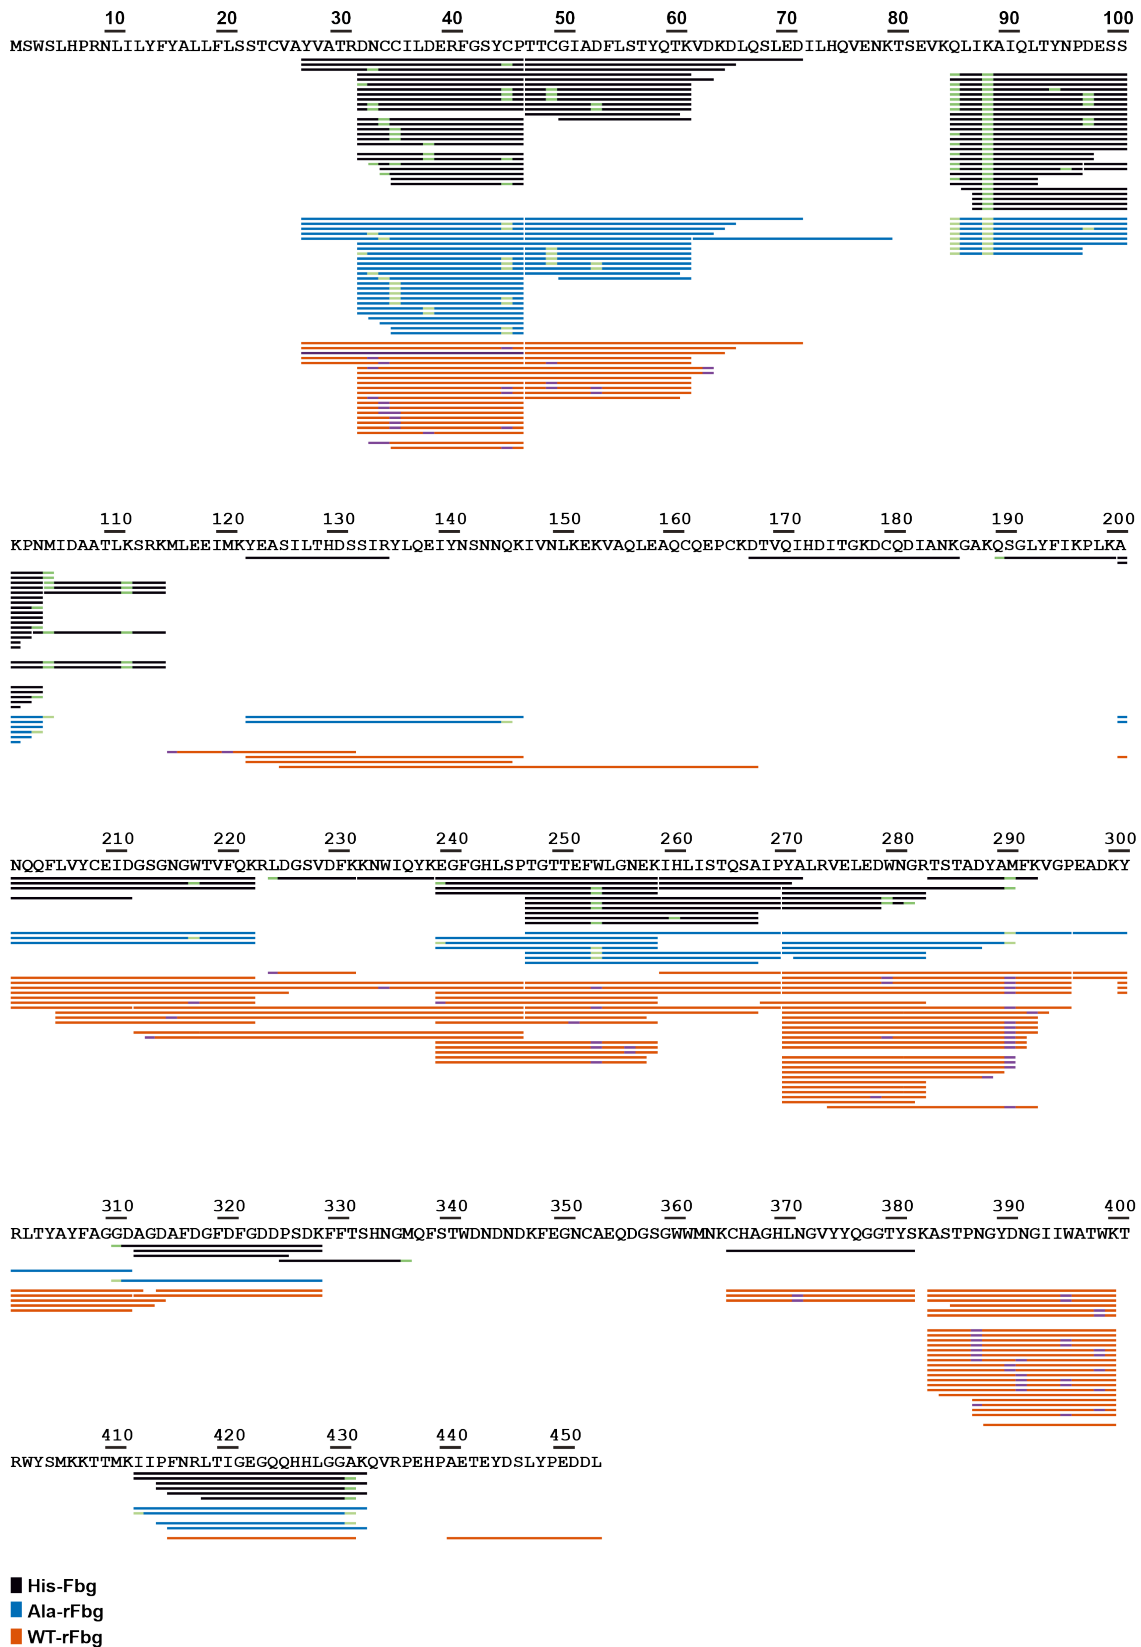 10 20 30 40 50 60 70 80 90 100
MSWSLHPRNLILYFYALLFLSSTCVAYVATRDNCCILDERFGSYCPTTCGIADFLSTYQTKVDKDLQSLEDILHQVENKTSEVKQLIKAIQLTYNPDESS
110 120 130 140 150 160 170 180 190 200
KPNMIDAATLKSRKMLEEIMKYEASILTHDSSIRYLQEIYNSNNQKIVNLKEKVAQLEAQCQEPCKDTVQIHDITGKDCQDIANKGAKQSGLYFIKPLKA
210 220 230 240 250 260 270 282 290 300
NQQFLVYCEIDGSGNGWTVFQKRLDGSVDFKKNWIQYKEGFGHLSPTGTTEFWLGNEKIHLISTQSAIPYALRVELEDWNGRTSTADYAMFKVGPEADKY
310 320 330 340 350 360 370 380 390 400
RLTYAYFAGGDAGDAFDGFDFGDDPSDKFFTSHNGMQFSTWDNDNDKFEGNCAEQDGSGWWMNKCHAGHLNGVYYQGGTYSKASTPNGYDNGIIWATWKT
410 420 430 440 450
RWYSMKKTTMKIIPFNRLTIGEGQQHHLGGAKQVRPEHPAETEYDSLYPEDDL
His-Fbg
Ala-rFbg
WT-rFbg